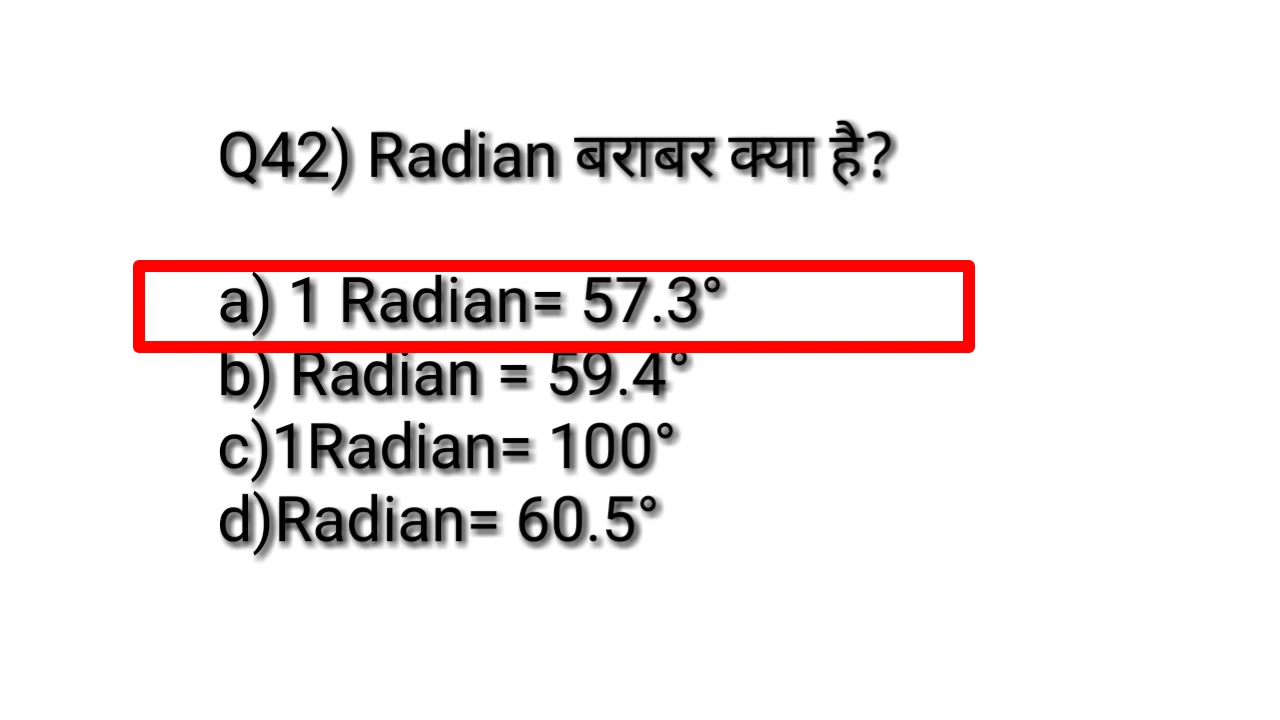 Q42) Radian बराबर क्या है?
a) 1 Radian= 57.3°
b) Radian = 59.4°
c)1Radian= 100°
d)Radian= 60.5°